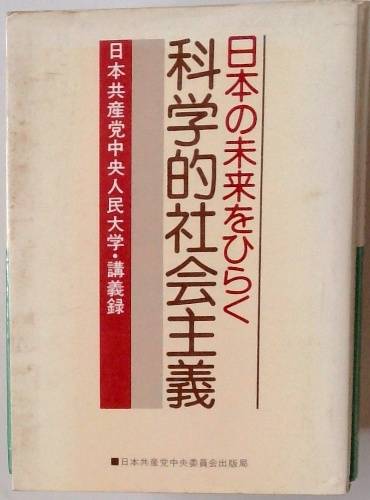 日本の未来をひらく
科学的社会主義
日本共産党中央人民大学・講義録
■日本共産党中央委員会出版局